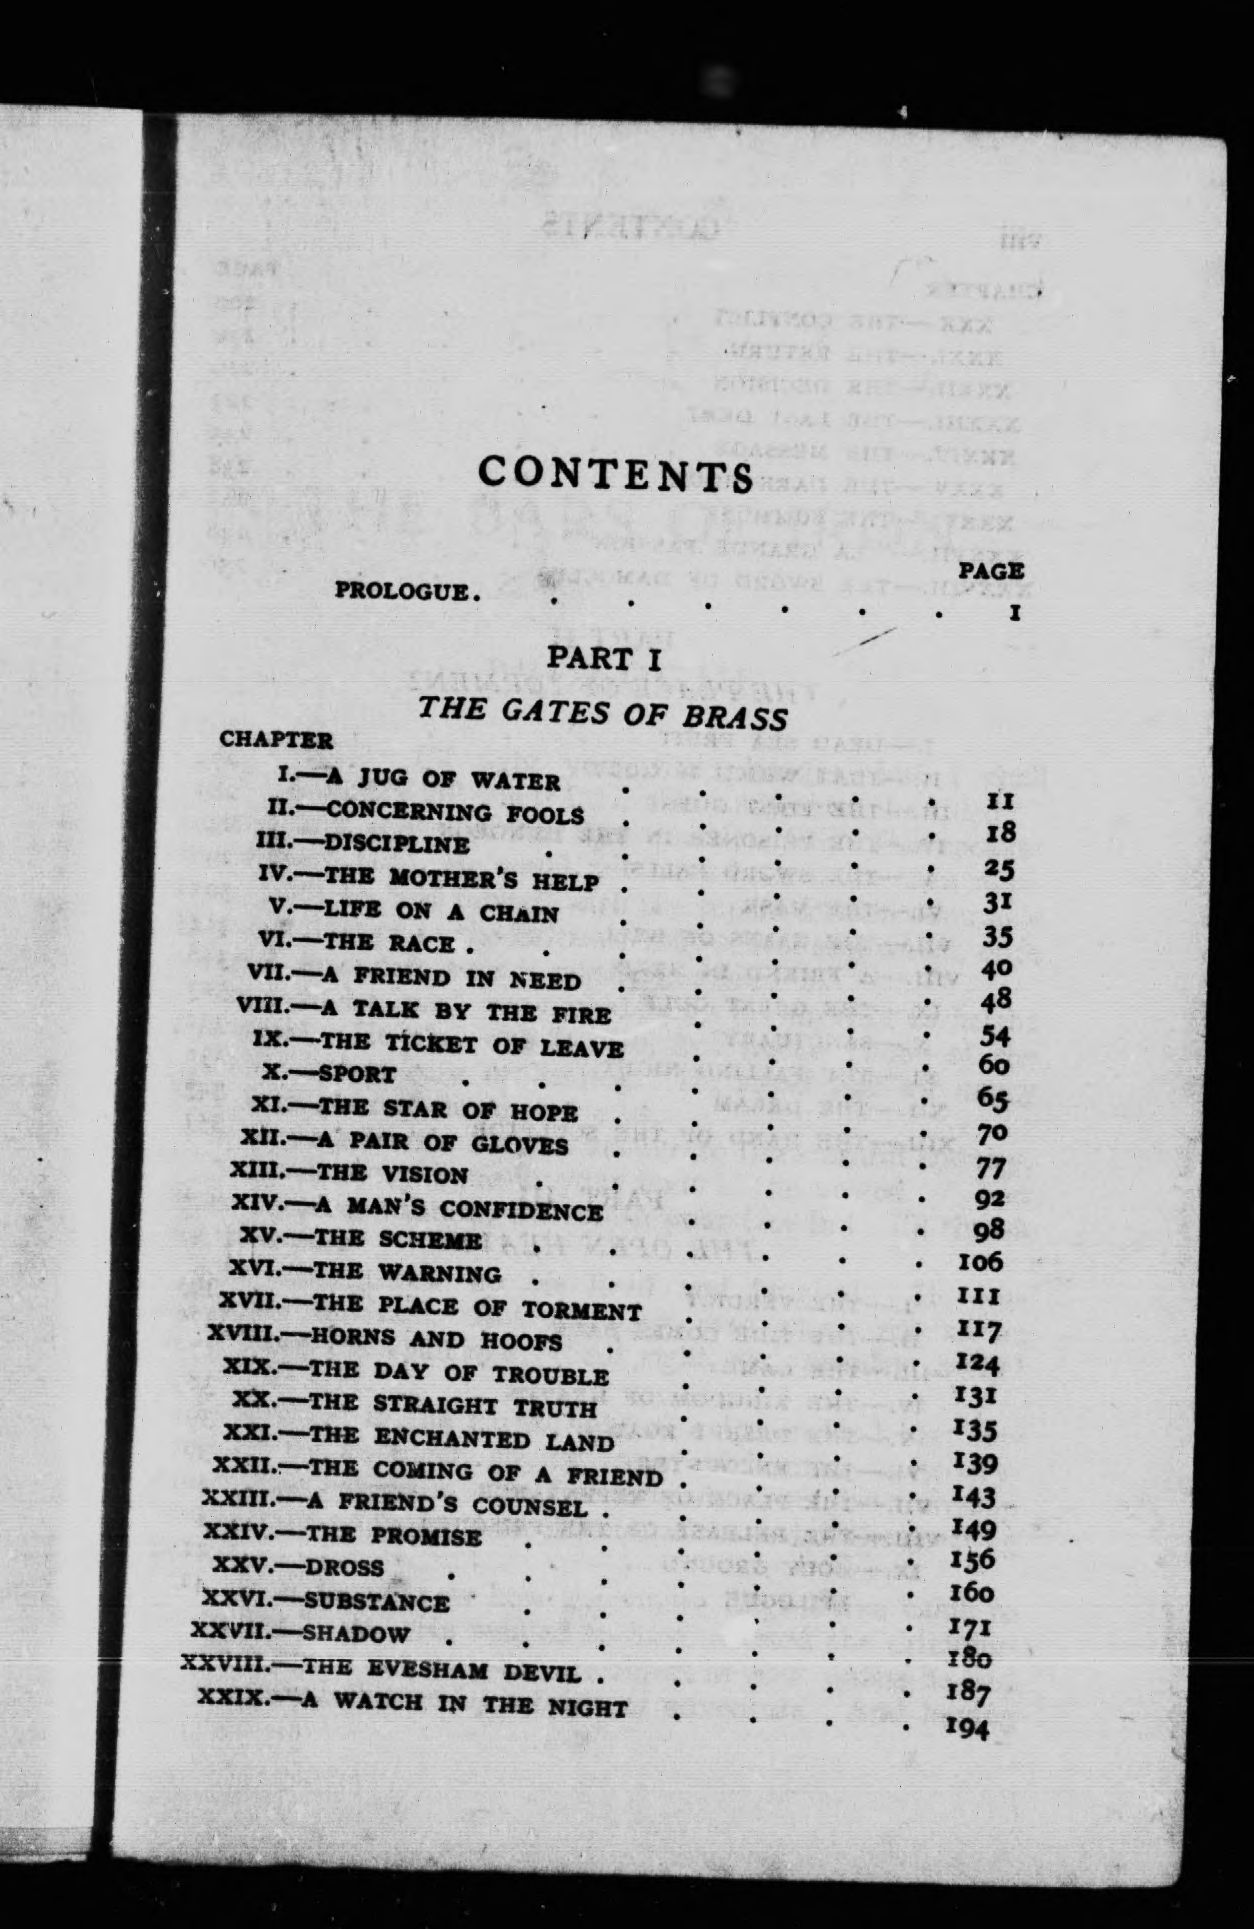 CONTENTS
PAGE
PROLOGUE. . . . . . . 1
PART I
THE GATES OF BRASS
CHAPTER
I.—A JUG OF WATER . . . . . 11
II.—CONCERNING FOOLS . . . . . 18
III.—DISCIPLINE . . . . . . 25
IV.—THE MOTHER'S HELP . . . . . 31
V.—LIFE ON A CHAIN . . . . . 35
VI.—THE RACE . . . . . . . 40
VII.—A FRIEND IN NEED . . . . . 48
VIII.—A TALK BY THE FIRE . . . . 54
IX.—THE TICKET OF LEAVE . . . . 60
X.—SPORT . . . . . . . 65
XI.—THE STAR OF HOPE . . . . . 70
XII.—A PAIR OF GLOVES . . . . . 77
XIII.—THE VISION . . . . . . 92
XIV.—A MAN'S CONFIDENCE . . . . 98
XV.—THE SCHEME . . . . . . 106
XVI.—THE WARNING . . . . . . 111
XVII.—THE PLACE OF TORMENT . . . . 117
XVIII.—HORNS AND HOOFS . . . . . 124
XIX.—THE DAY OF TROUBLE . . . . 131
XX.—THE STRAIGHT TRUTH . . . . 135
XXI.—THE ENCHANTED LAND . . . . 139
XXII.—THE COMING OF A FRIEND . . . . 143
XXIII.—A FRIEND'S COUNSEL . . . . . 149
XXIV.—THE PROMISE . . . . . . 156
XXV.—DROSS . . . . . . . 160
XXVI.—SUBSTANCE . . . . . . 171
XXVII.—SHADOW . . . . . . . 180
XXVIII.—THE EVESHAM DEVIL . . . . . 187
XXIX.—A WATCH IN THE NIGHT . . . . 194